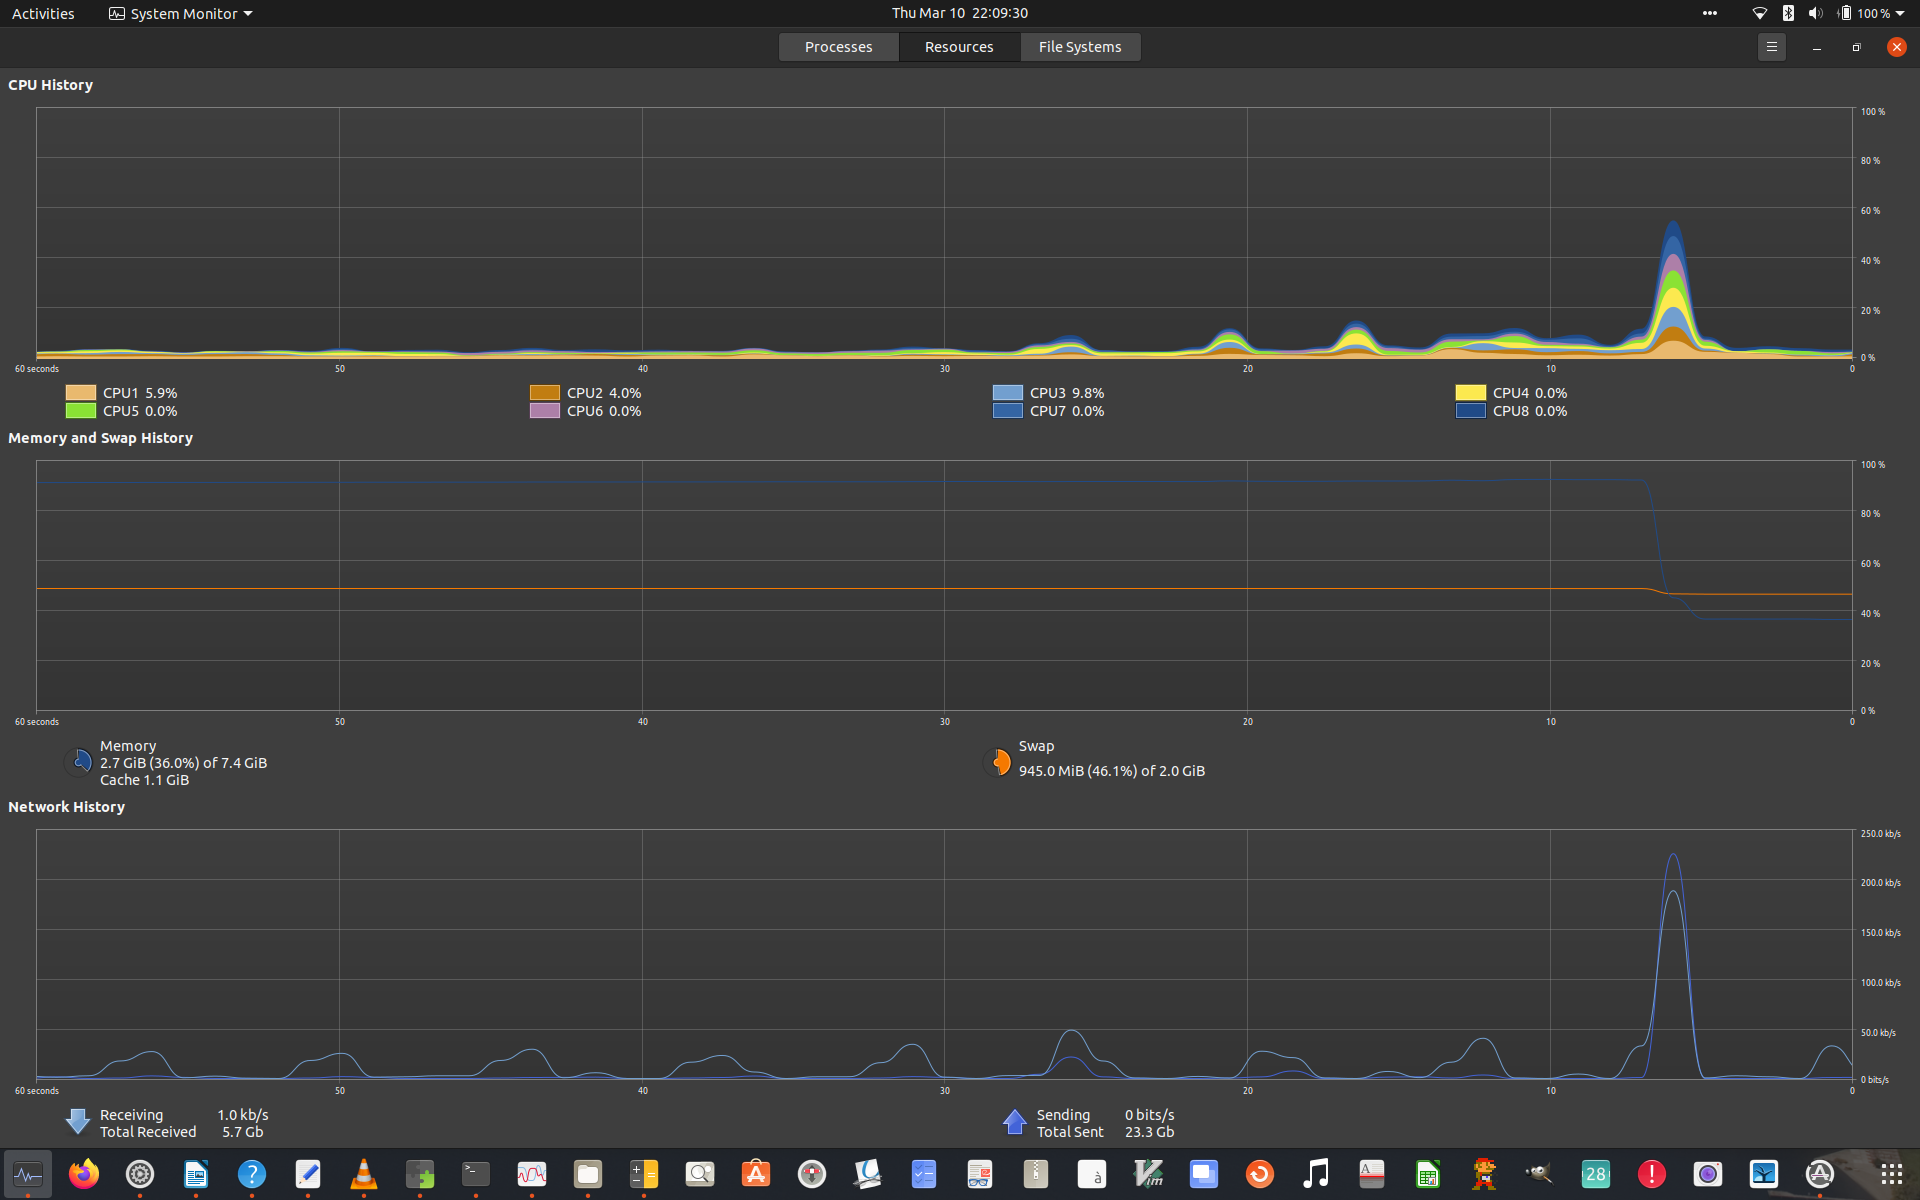 Activities System Monitor Thu Mar 10 22:09:30 100 %
Processes Resources File Systems
CPU History
100 %
80 %
60 %
40 %
20 %
0 %
60 seconds 50 40 30 20 10 0
CPU1 5.9% CPU2 4.0% CPU3 9.8% CPU4 0.0%
CPU5 0.0% CPU6 0.0% CPU7 0.0% CPU8 0.0%
Memory and Swap History
100 %
80 %
60 %
40 %
20 %
0 %
60 seconds 50 40 30 20 10 0
Memory
2.7 GiB (36.0%) of 7.4 GiB
Cache 1.1 GiB
Swap
945.0 MiB (46.1%) of 2.0 GiB
Network History
250.0 kb/s
200.0 kb/s
150.0 kb/s
100.0 kb/s
50.0 kb/s
0 bits/s
60 seconds 50 40 30 20 10 0
Receiving 1.0 kb/s
Total Received 5.7 Gb
Sending 0 bits/s
Total Sent 23.3 Gb
? >_ à Vim A 28 !